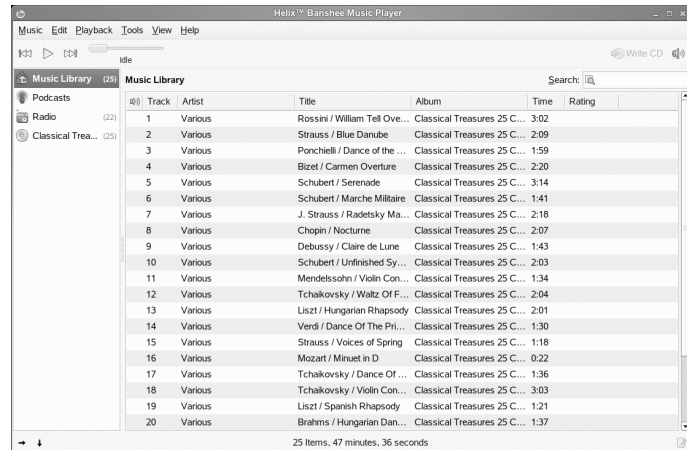 Helix™ Banshee Music Player
Music Edit Playback Tools View Help
Idle
Write CD
Music Library (25)
Podcasts
Radio (22)
Classical Trea... (25)
Music Library
Search:
Track Artist Title Album Time Rating
1 Various Rossini / William Tell Ove... Classical Treasures 25 C... 3:02
2 Various Strauss / Blue Danube Classical Treasures 25 C... 2:09
3 Various Ponchielli / Dance of the ... Classical Treasures 25 C... 1:59
4 Various Bizet / Carmen Overture Classical Treasures 25 C... 2:20
5 Various Schubert / Serenade Classical Treasures 25 C... 3:14
6 Various Schubert / Marche Militaire Classical Treasures 25 C... 1:41
7 Various J. Strauss / Radetsky Ma... Classical Treasures 25 C... 2:18
8 Various Chopin / Nocturne Classical Treasures 25 C... 2:07
9 Various Debussy / Claire de Lune Classical Treasures 25 C... 1:43
10 Various Schubert / Unfinished Sy... Classical Treasures 25 C... 2:03
11 Various Mendelssohn / Violin Con... Classical Treasures 25 C... 1:34
12 Various Tchaikovsky / Waltz Of F... Classical Treasures 25 C... 2:04
13 Various Liszt / Hungarian Rhapsody Classical Treasures 25 C... 2:01
14 Various Verdi / Dance Of The Pri... Classical Treasures 25 C... 1:30
15 Various Strauss / Voices of Spring Classical Treasures 25 C... 1:18
16 Various Mozart / Minuet in D Classical Treasures 25 C... 0:22
17 Various Tchaikovsky / Dance Of ... Classical Treasures 25 C... 1:36
18 Various Tchaikovsky / Violin Con... Classical Treasures 25 C... 3:03
19 Various Liszt / Spanish Rhapsody Classical Treasures 25 C... 1:21
20 Various Brahms / Hungarian Dan... Classical Treasures 25 C... 1:37
25 Items, 47 minutes, 36 seconds